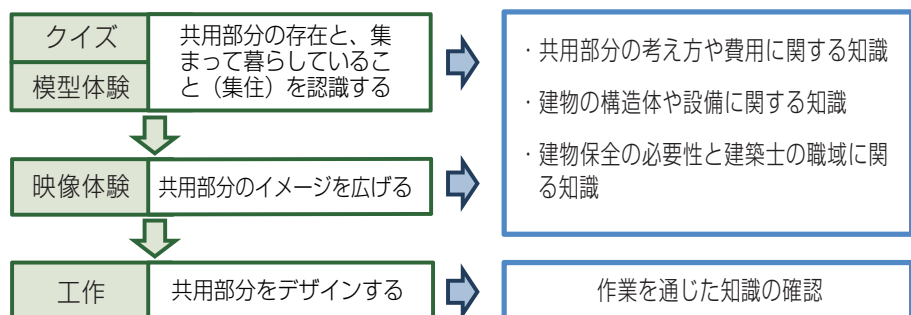 クイズ
模型体験
共用部分の存在と、集
まって暮らしているこ
と（集住）を認識する
・共用部分の考え方や費用に関する知識
・建物の構造体や設備に関する知識
・建物保全の必要性と建築士の職域に関
る知識
映像体験
共用部分のイメージを広げる
工作
共用部分をデザインする
作業を通じた知識の確認